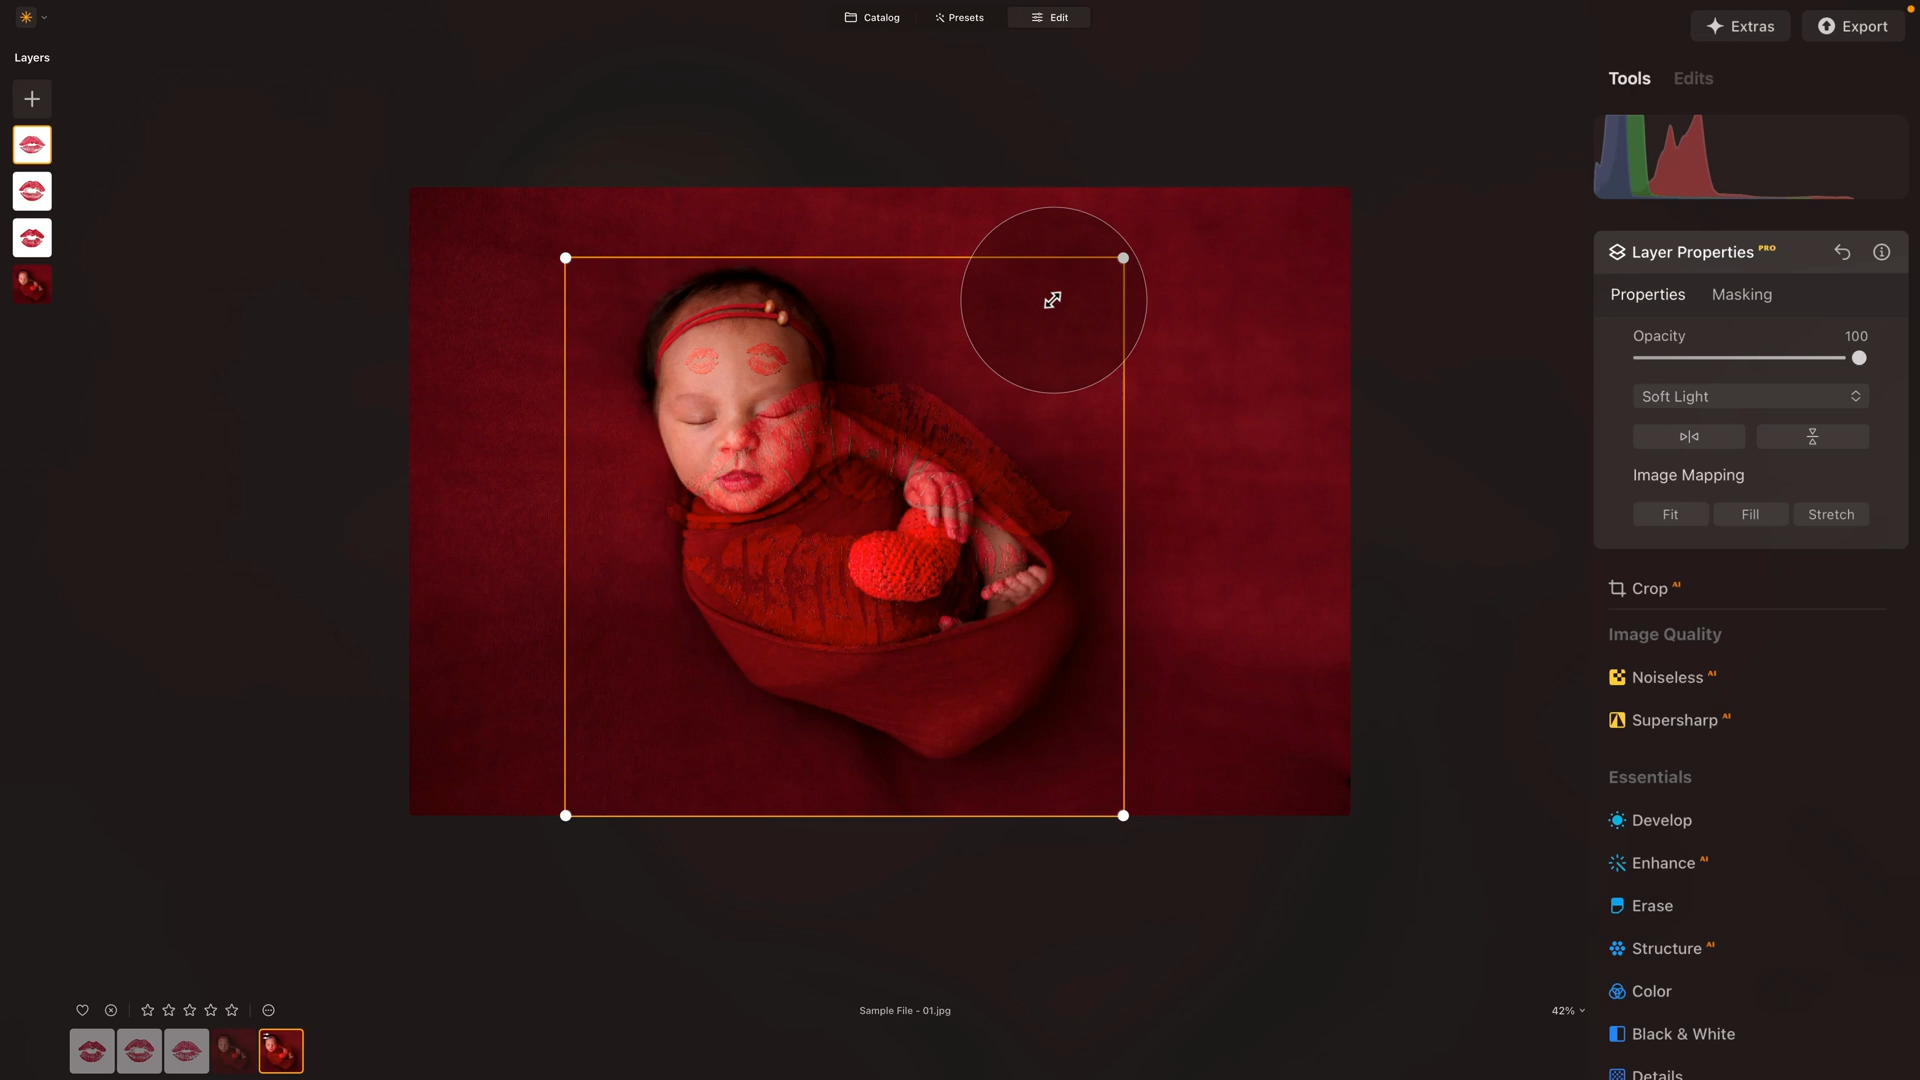 Catalog
Presets
Edit
Extras
Export
Layers
Tools
Edits
Layer Properties PRO
Properties
Masking
Opacity
100
Soft Light
Image Mapping
Fit
Fill
Stretch
Crop AI
Image Quality
Noiseless AI
Supersharp AI
Essentials
Develop
Enhance AI
Erase
Structure AI
Color
Black & White
Details
Sample File - 01.jpg
42%